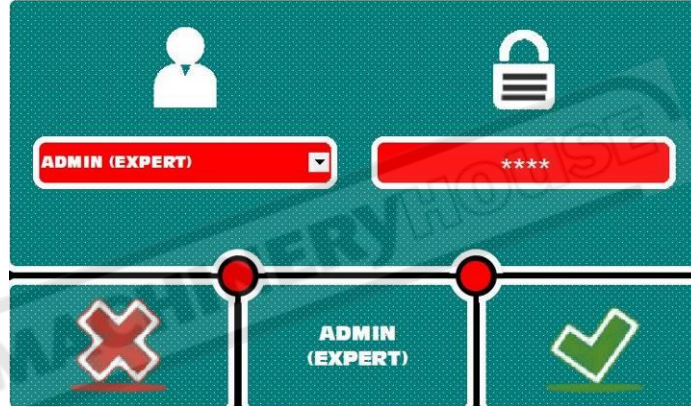 ADMIN (EXPERT)
****
ADMIN
(EXPERT)
MACHINERYHOUSE